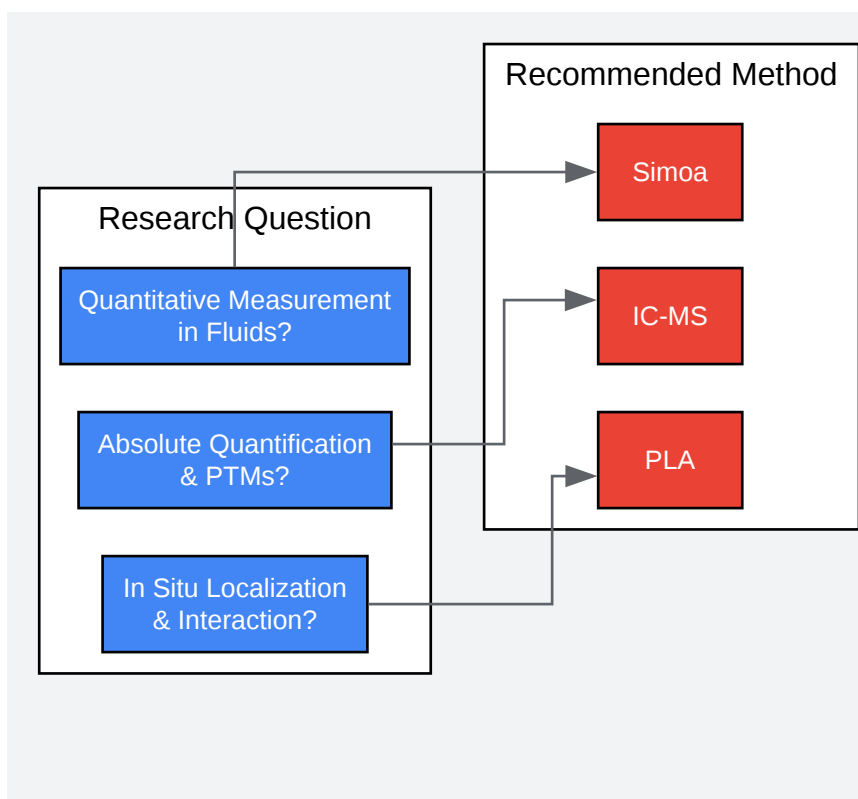 Recommended Method
Simoa
Research Question
Quantitative Measurement
in Fluids?
IC-MS
Absolute Quantification
& PTMs?
PLA
In Situ Localization
& Interaction?